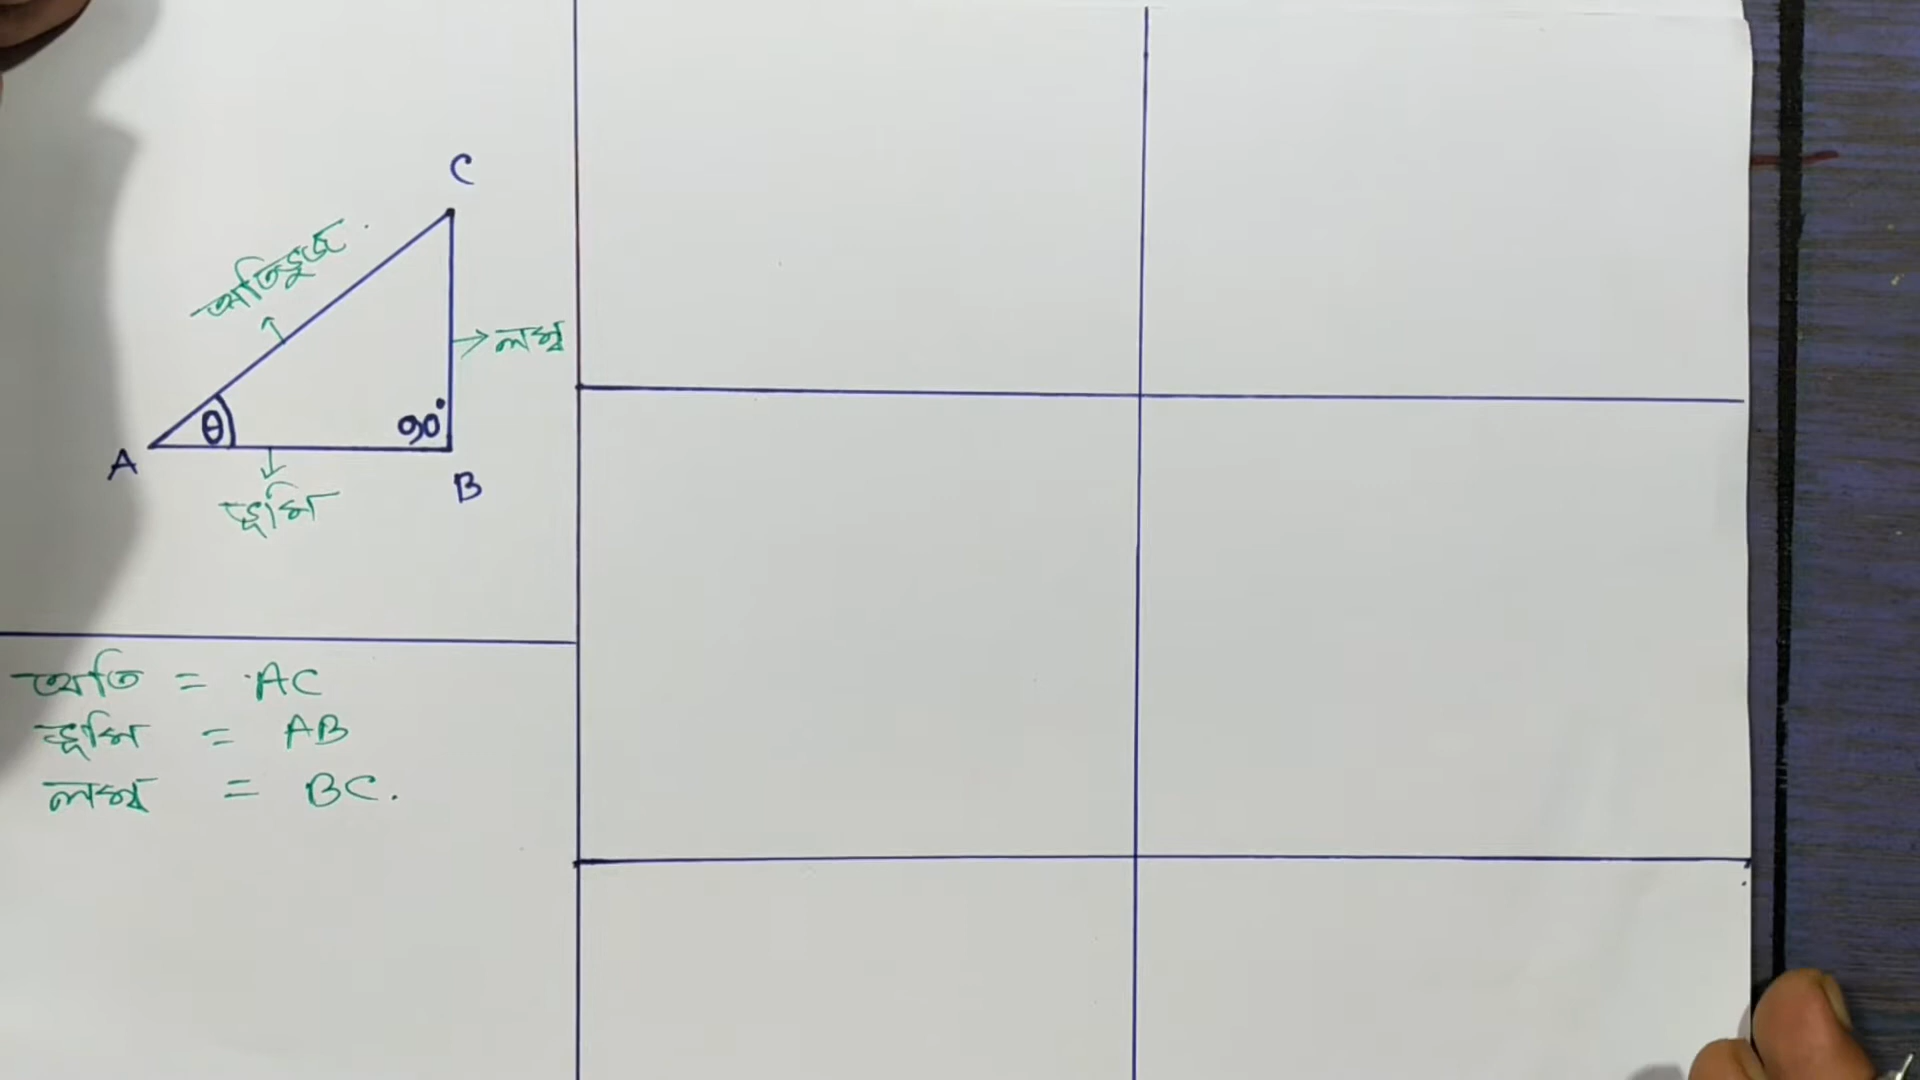 C
অতিভুজ
লম্ব
θ
90°
A
B
ভূমি
অতি = AC
ভূমি = AB
লম্ব = BC.